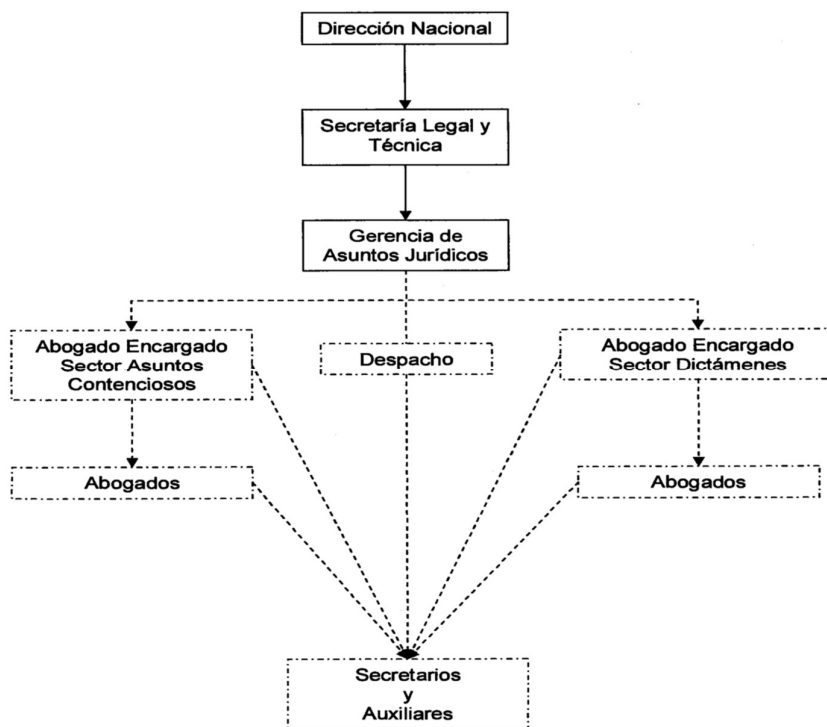 Dirección Nacional
Secretaría Legal y
Técnica
Gerencia de
Asuntos Jurídicos
Abogado Encargado
Sector Asuntos
Contenciosos
Despacho
Abogado Encargado
Sector Dictámenes
Abogados
Abogados
Secretarios
y
Auxiliares